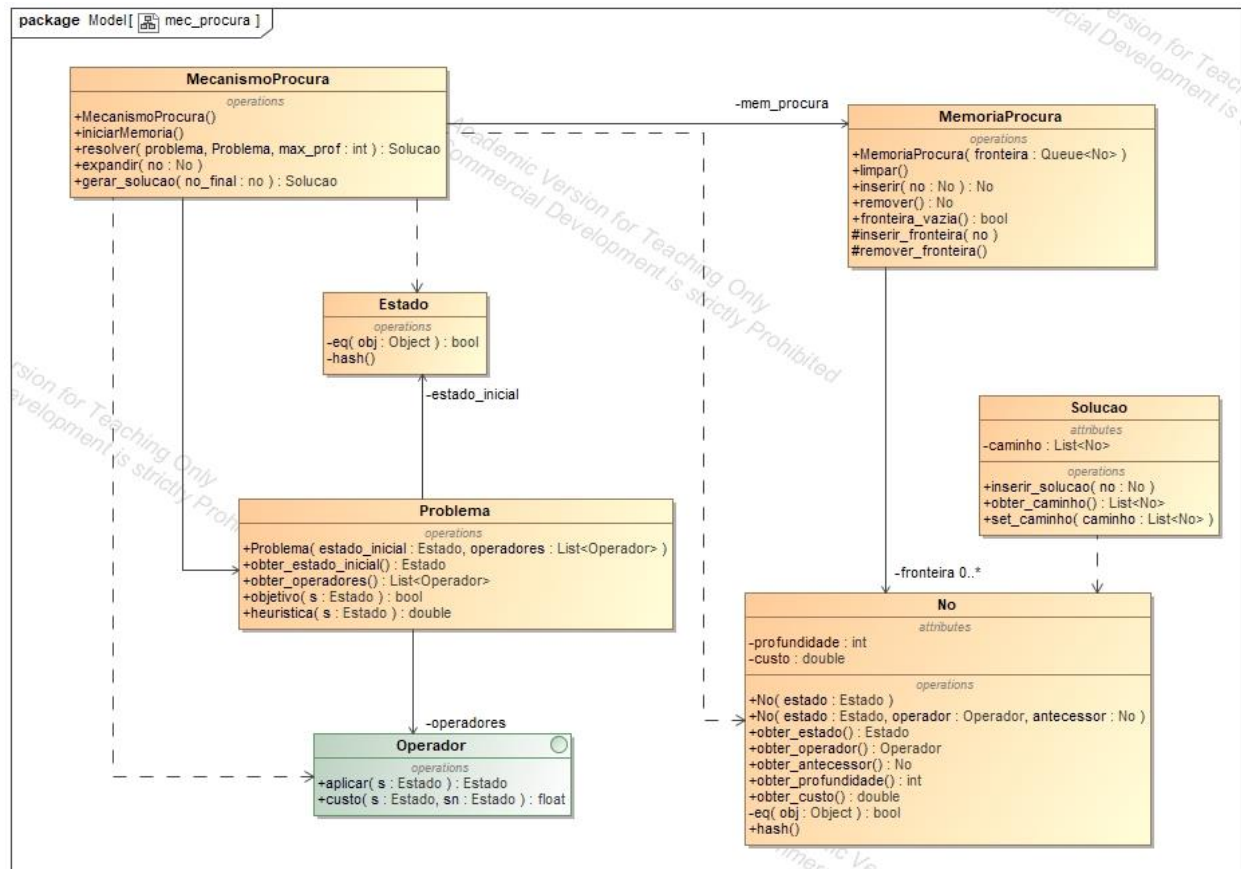 package Model[ mec_procura ]
MecanismoProcura
operations
+MecanismoProcura()
+iniciarMemoria()
+resolver( problema, Problema, max_prof : int ) : Solucao
+expandir( no : No )
+gerar_solucao( no_final : no ) : Solucao
-mem_procura
MemoriaProcura
operations
+MemoriaProcura( fronteira : Queue<No> )
+limpar()
+inserir( no : No ) : No
+remover() : No
+fronteira_vazia() : bool
#inserir_fronteira( no )
#remover_fronteira()
Estado
operations
-eq( obj : Object ) : bool
-hash()
-estado_inicial
Solucao
attributes
-caminho : List<No>
operations
+inserir_solucao( no : No )
+obter_caminho() : List<No>
+set_caminho( caminho : List<No> )
Problema
operations
+Problema( estado_inicial : Estado, operadores : List<Operador> )
+obter_estado_inicial() : Estado
+obter_operadores() : List<Operador>
+objetivo( s : Estado ) : bool
+heuristica( s : Estado ) : double
-fronteira 0..*
No
attributes
-profundidade : int
-custo : double
operations
+No( estado : Estado )
+No( estado : Estado, operador : Operador, antecessor : No )
+obter_estado() : Estado
+obter_operador() : Operador
+obter_antecessor() : No
+obter_profundidade() : int
+obter_custo() : double
-eq( obj : Object ) : bool
+hash()
-operadores
Operador
operations
+aplicar( s : Estado ) : Estado
+custo( s : Estado, sn : Estado ) : float
Academic Version for Teaching Only
Commercial Development is strictly Prohibited